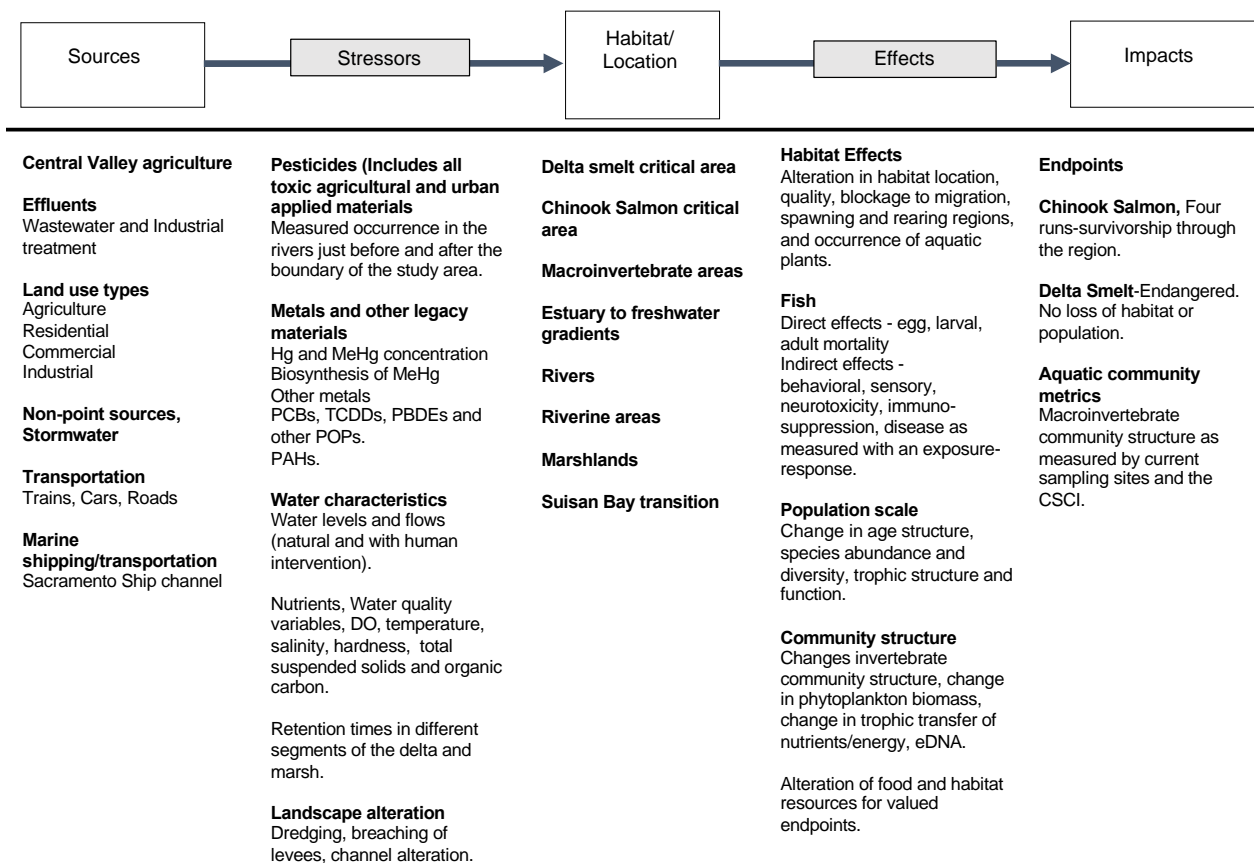 Sources
Stressors
Habitat/
Location
Effects
Impacts
Central Valley agriculture
Effluents
Wastewater and Industrial
treatment
Land use types
Agriculture
Residential
Commercial
Industrial
Non-point sources,
Stormwater
Transportation
Trains, Cars, Roads
Marine
shipping/transportation
Sacramento Ship channel
Pesticides (Includes all
toxic agricultural and urban
applied materials
Measured occurrence in the
rivers just before and after the
boundary of the study area.
Metals and other legacy
materials
Hg and MeHg concentration
Biosynthesis of MeHg
Other metals
PCBs, TCDDs, PBDEs and
other POPs.
PAHs.
Water characteristics
Water levels and flows
(natural and with human
intervention).
Nutrients, Water quality
variables, DO, temperature,
salinity, hardness, total
suspended solids and organic
carbon.
Retention times in different
segments of the delta and
marsh.
Landscape alteration
Dredging, breaching of
levees, channel alteration.
Delta smelt critical area
Chinook Salmon critical
area
Macroinvertebrate areas
Estuary to freshwater
gradients
Rivers
Riverine areas
Marshlands
Suisan Bay transition
Habitat Effects
Alteration in habitat location,
quality, blockage to migration,
spawning and rearing regions,
and occurrence of aquatic
plants.
Fish
Direct effects - egg, larval,
adult mortality
Indirect effects -
behavioral, sensory,
neurotoxicity, immuno-
suppression, disease as
measured with an exposure-
response.
Population scale
Change in age structure,
species abundance and
diversity, trophic structure and
function.
Community structure
Changes invertebrate
community structure, change
in phytoplankton biomass,
change in trophic transfer of
nutrients/energy, eDNA.
Alteration of food and habitat
resources for valued
endpoints.
Endpoints
Chinook Salmon, Four
runs-survivorship through
the region.
Delta Smelt-Endangered.
No loss of habitat or
population.
Aquatic community
metrics
Macroinvertebrate
community structure as
measured by current
sampling sites and the
CSCI.